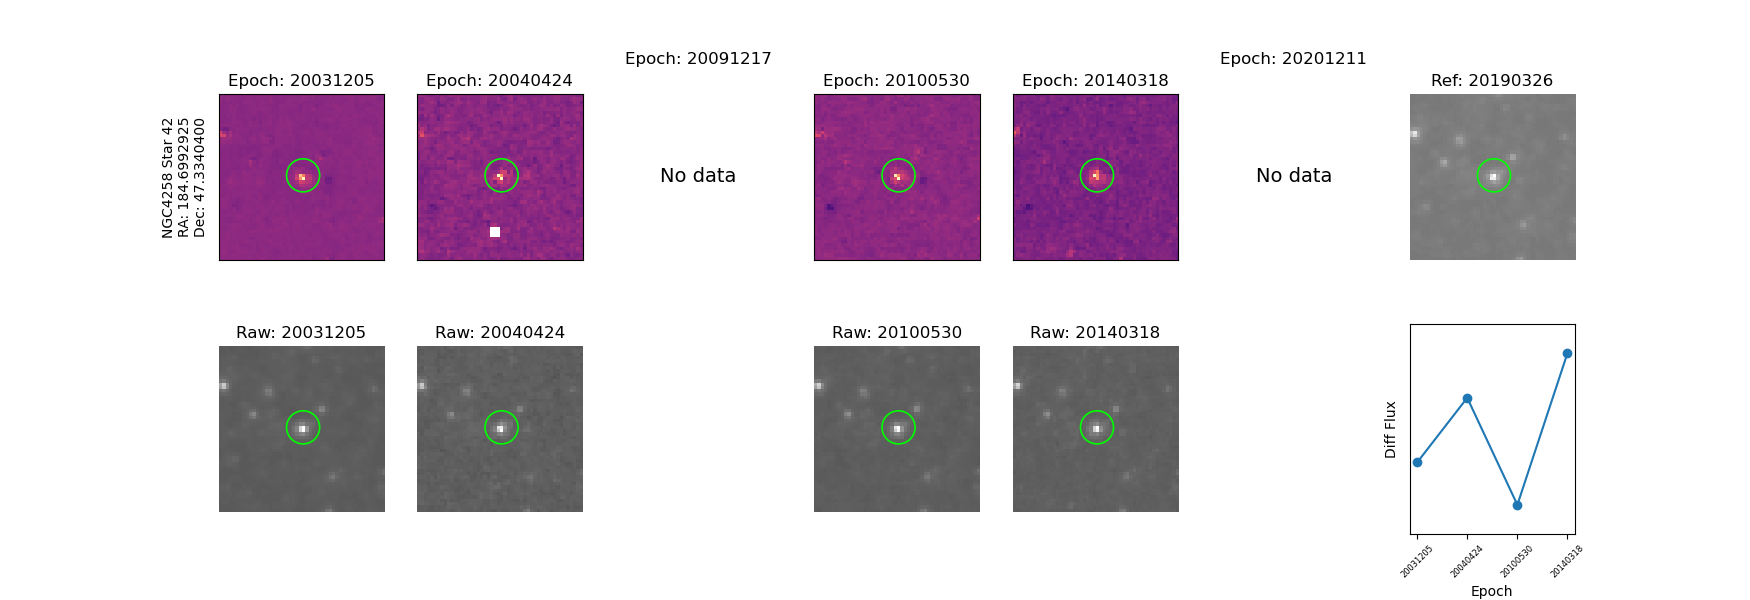 Epoch: 20031205
Epoch: 20040424
Epoch: 20091217
Epoch: 20100530
Epoch: 20140318
Epoch: 20201211
Ref: 20190326
NGC4258 Star 42
RA: 184.6992925
Dec: 47.3340400
No data
No data
Raw: 20031205
Raw: 20040424
Raw: 20100530
Raw: 20140318
Diff Flux
20031205
20040424
20100530
20140318
Epoch